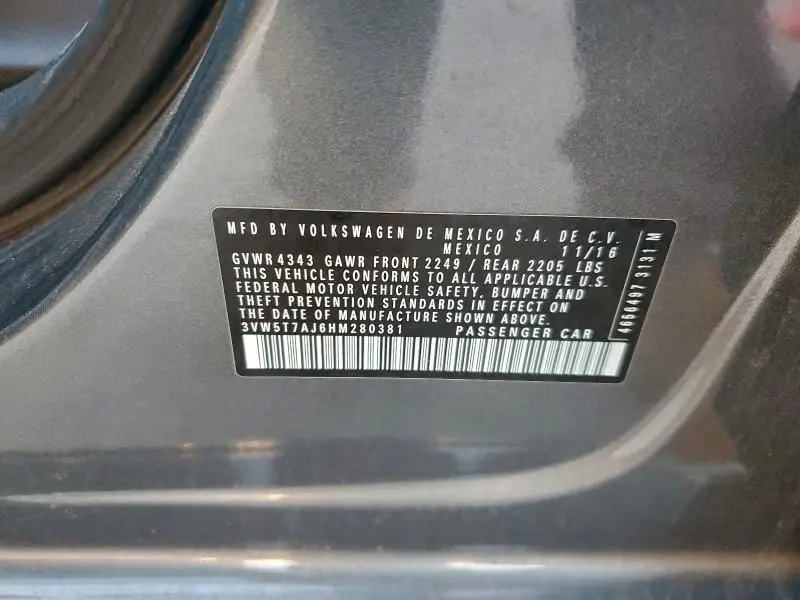 MFD BY VOLKSWAGEN DE MEXICO S.A. DE C.V.
MEXICO 11/16
GVWR 4343 GAWR FRONT 2249 / REAR 2205 LBS
THIS VEHICLE CONFORMS TO ALL APPLICABLE U.S.
FEDERAL MOTOR VEHICLE SAFETY, BUMPER AND
THEFT PREVENTION STANDARDS IN EFFECT ON
THE DATE OF MANUFACTURE SHOWN ABOVE.
3VW5T7AJ6HM280381 PASSENGER CAR
4666497 3131 M